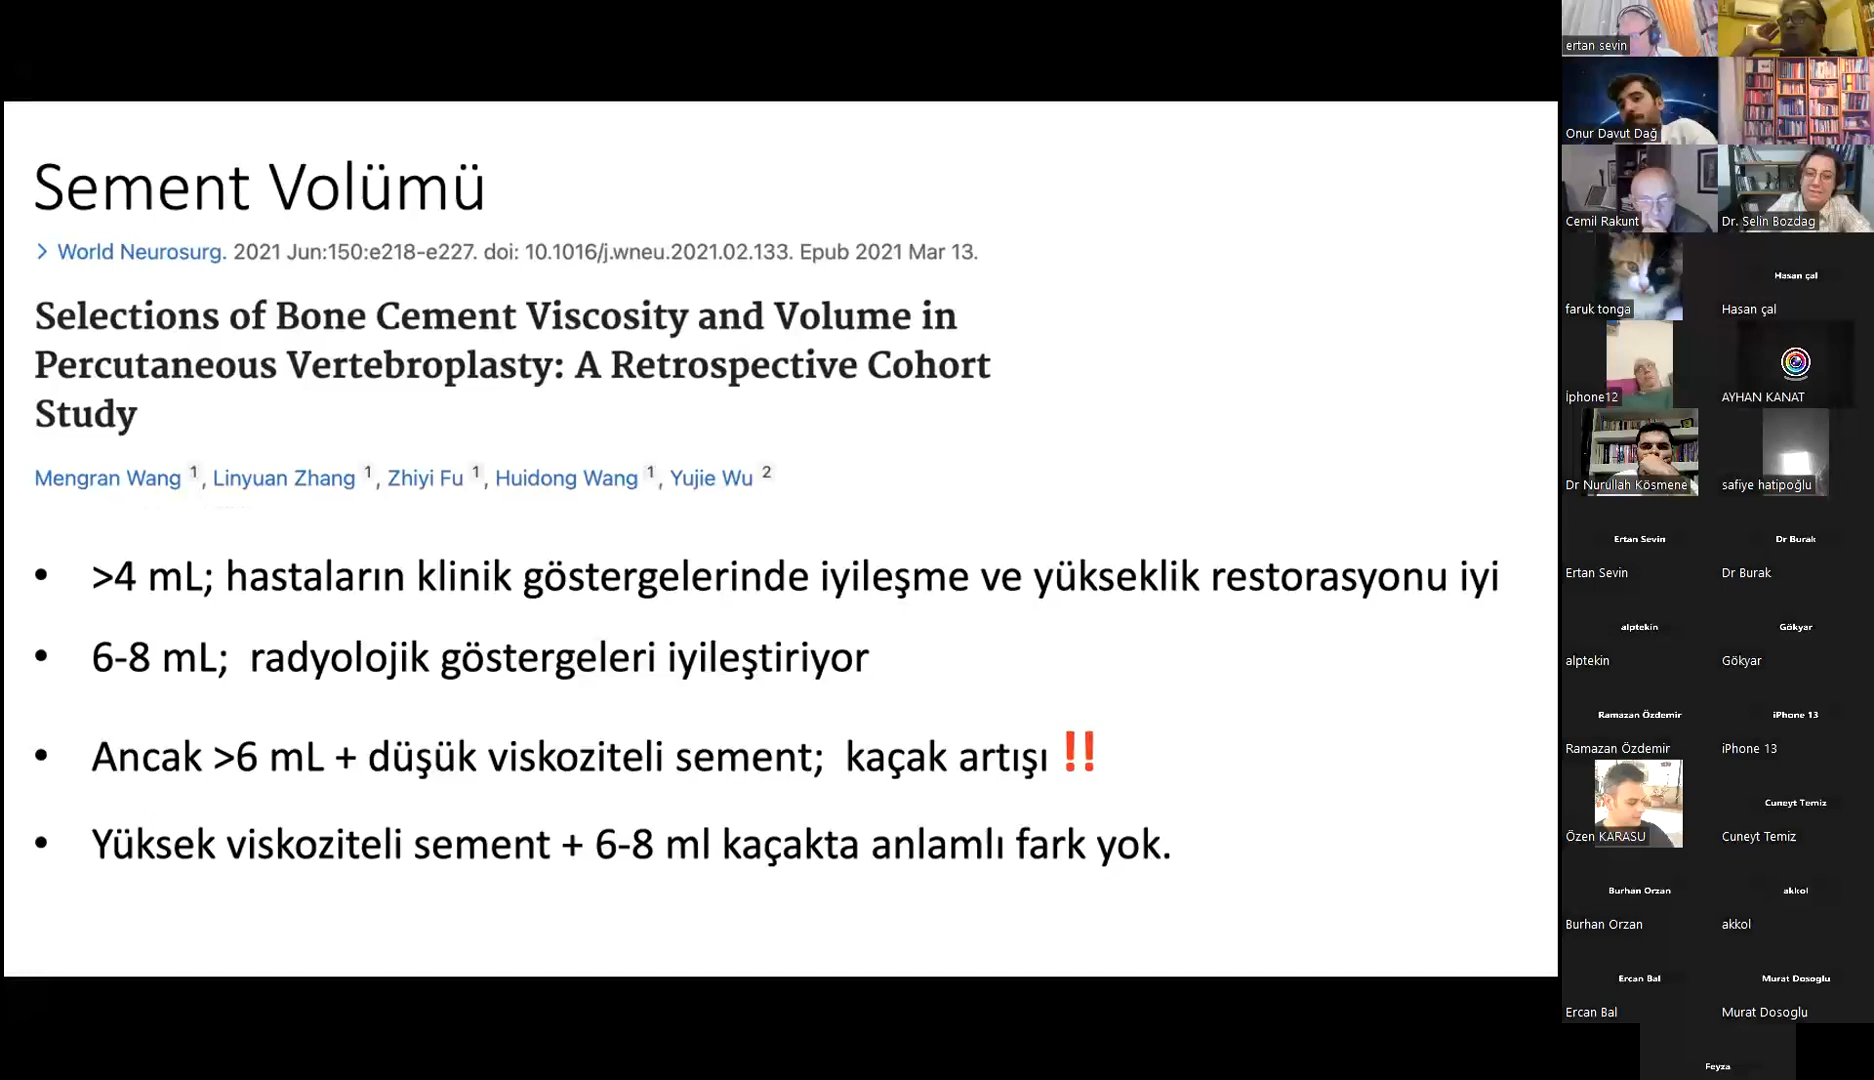 Sement Volümü
> World Neurosurg. 2021 Jun:150:e218-e227. doi: 10.1016/j.wneu.2021.02.133. Epub 2021 Mar 13.
Selections of Bone Cement Viscosity and Volume in
Percutaneous Vertebroplasty: A Retrospective Cohort
Study
Mengran Wang 1, Linyuan Zhang 1, Zhiyi Fu 1, Huidong Wang 1, Yujie Wu 2
• >4 mL; hastaların klinik göstergelerinde iyileşme ve yükseklik restorasyonu iyi
• 6-8 mL;  radyolojik göstergeleri iyileştiriyor
• Ancak >6 mL + düşük viskoziteli sement;  kaçak artışı ‼
• Yüksek viskoziteli sement + 6-8 ml kaçakta anlamlı fark yok.
ertan sevin
Onur Davut Dağ
Cemil Rakunt
Dr. Selin Bozdag
faruk tonga
Hasan çal
Hasan çal
iphone12
AYHAN KANAT
Dr Nurullah Kösmene
safiye hatipoğlu
Ertan Sevin
Ertan Sevin
Dr Burak
Dr Burak
alptekin
alptekin
Gökyar
Gökyar
Ramazan Özdemir
Ramazan Özdemir
iPhone 13
iPhone 13
Özen KARASU
Cuneyt Temiz
Cuneyt Temiz
Burhan Orzan
Burhan Orzan
akkol
akkol
Ercan Bal
Ercan Bal
Murat Dosoglu
Murat Dosoglu
Feyza